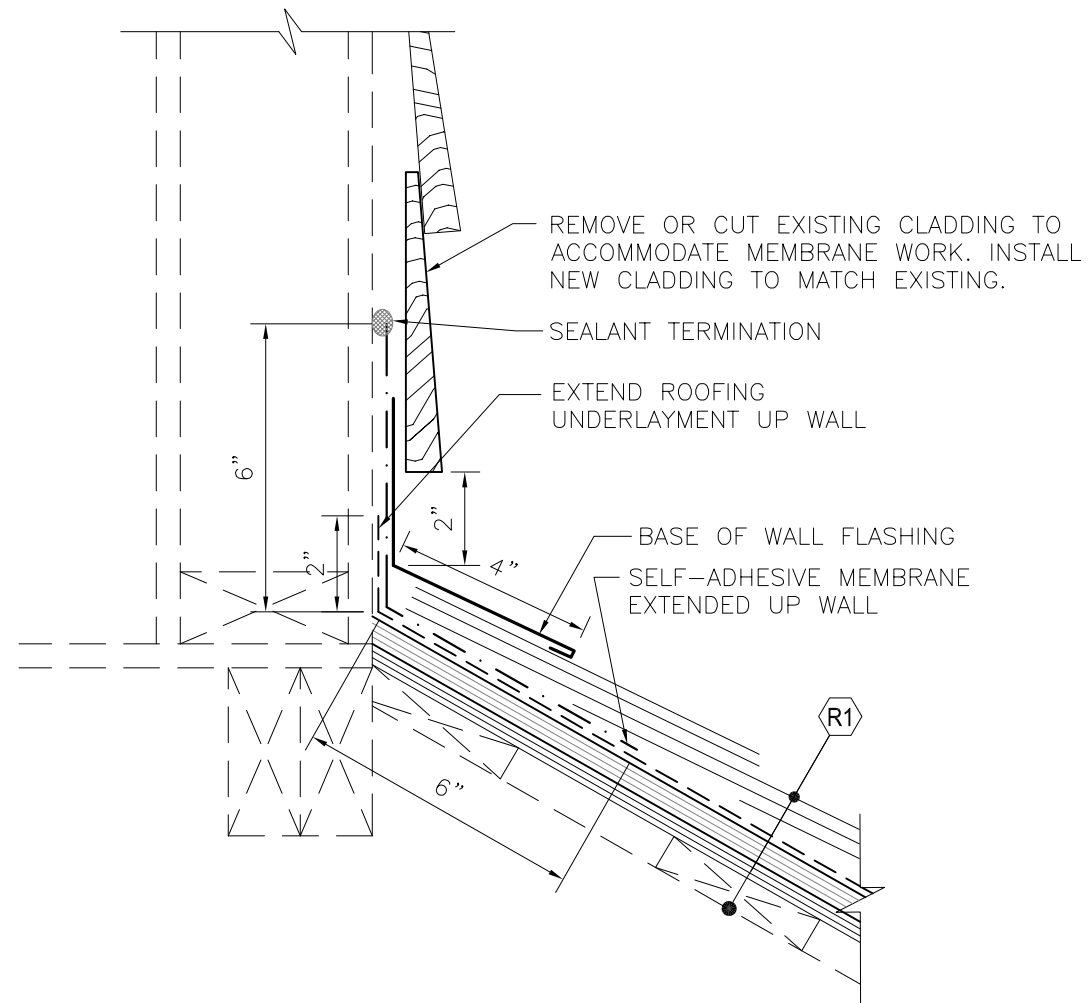 REMOVE OR CUT EXISTING CLADDING TO
ACCOMMODATE MEMBRANE WORK. INSTALL
NEW CLADDING TO MATCH EXISTING.
SEALANT TERMINATION
EXTEND ROOFING
UNDERLAYMENT UP WALL
6"
2"
2"
4"
BASE OF WALL FLASHING
SELF-ADHESIVE MEMBRANE
EXTENDED UP WALL
R1
6"